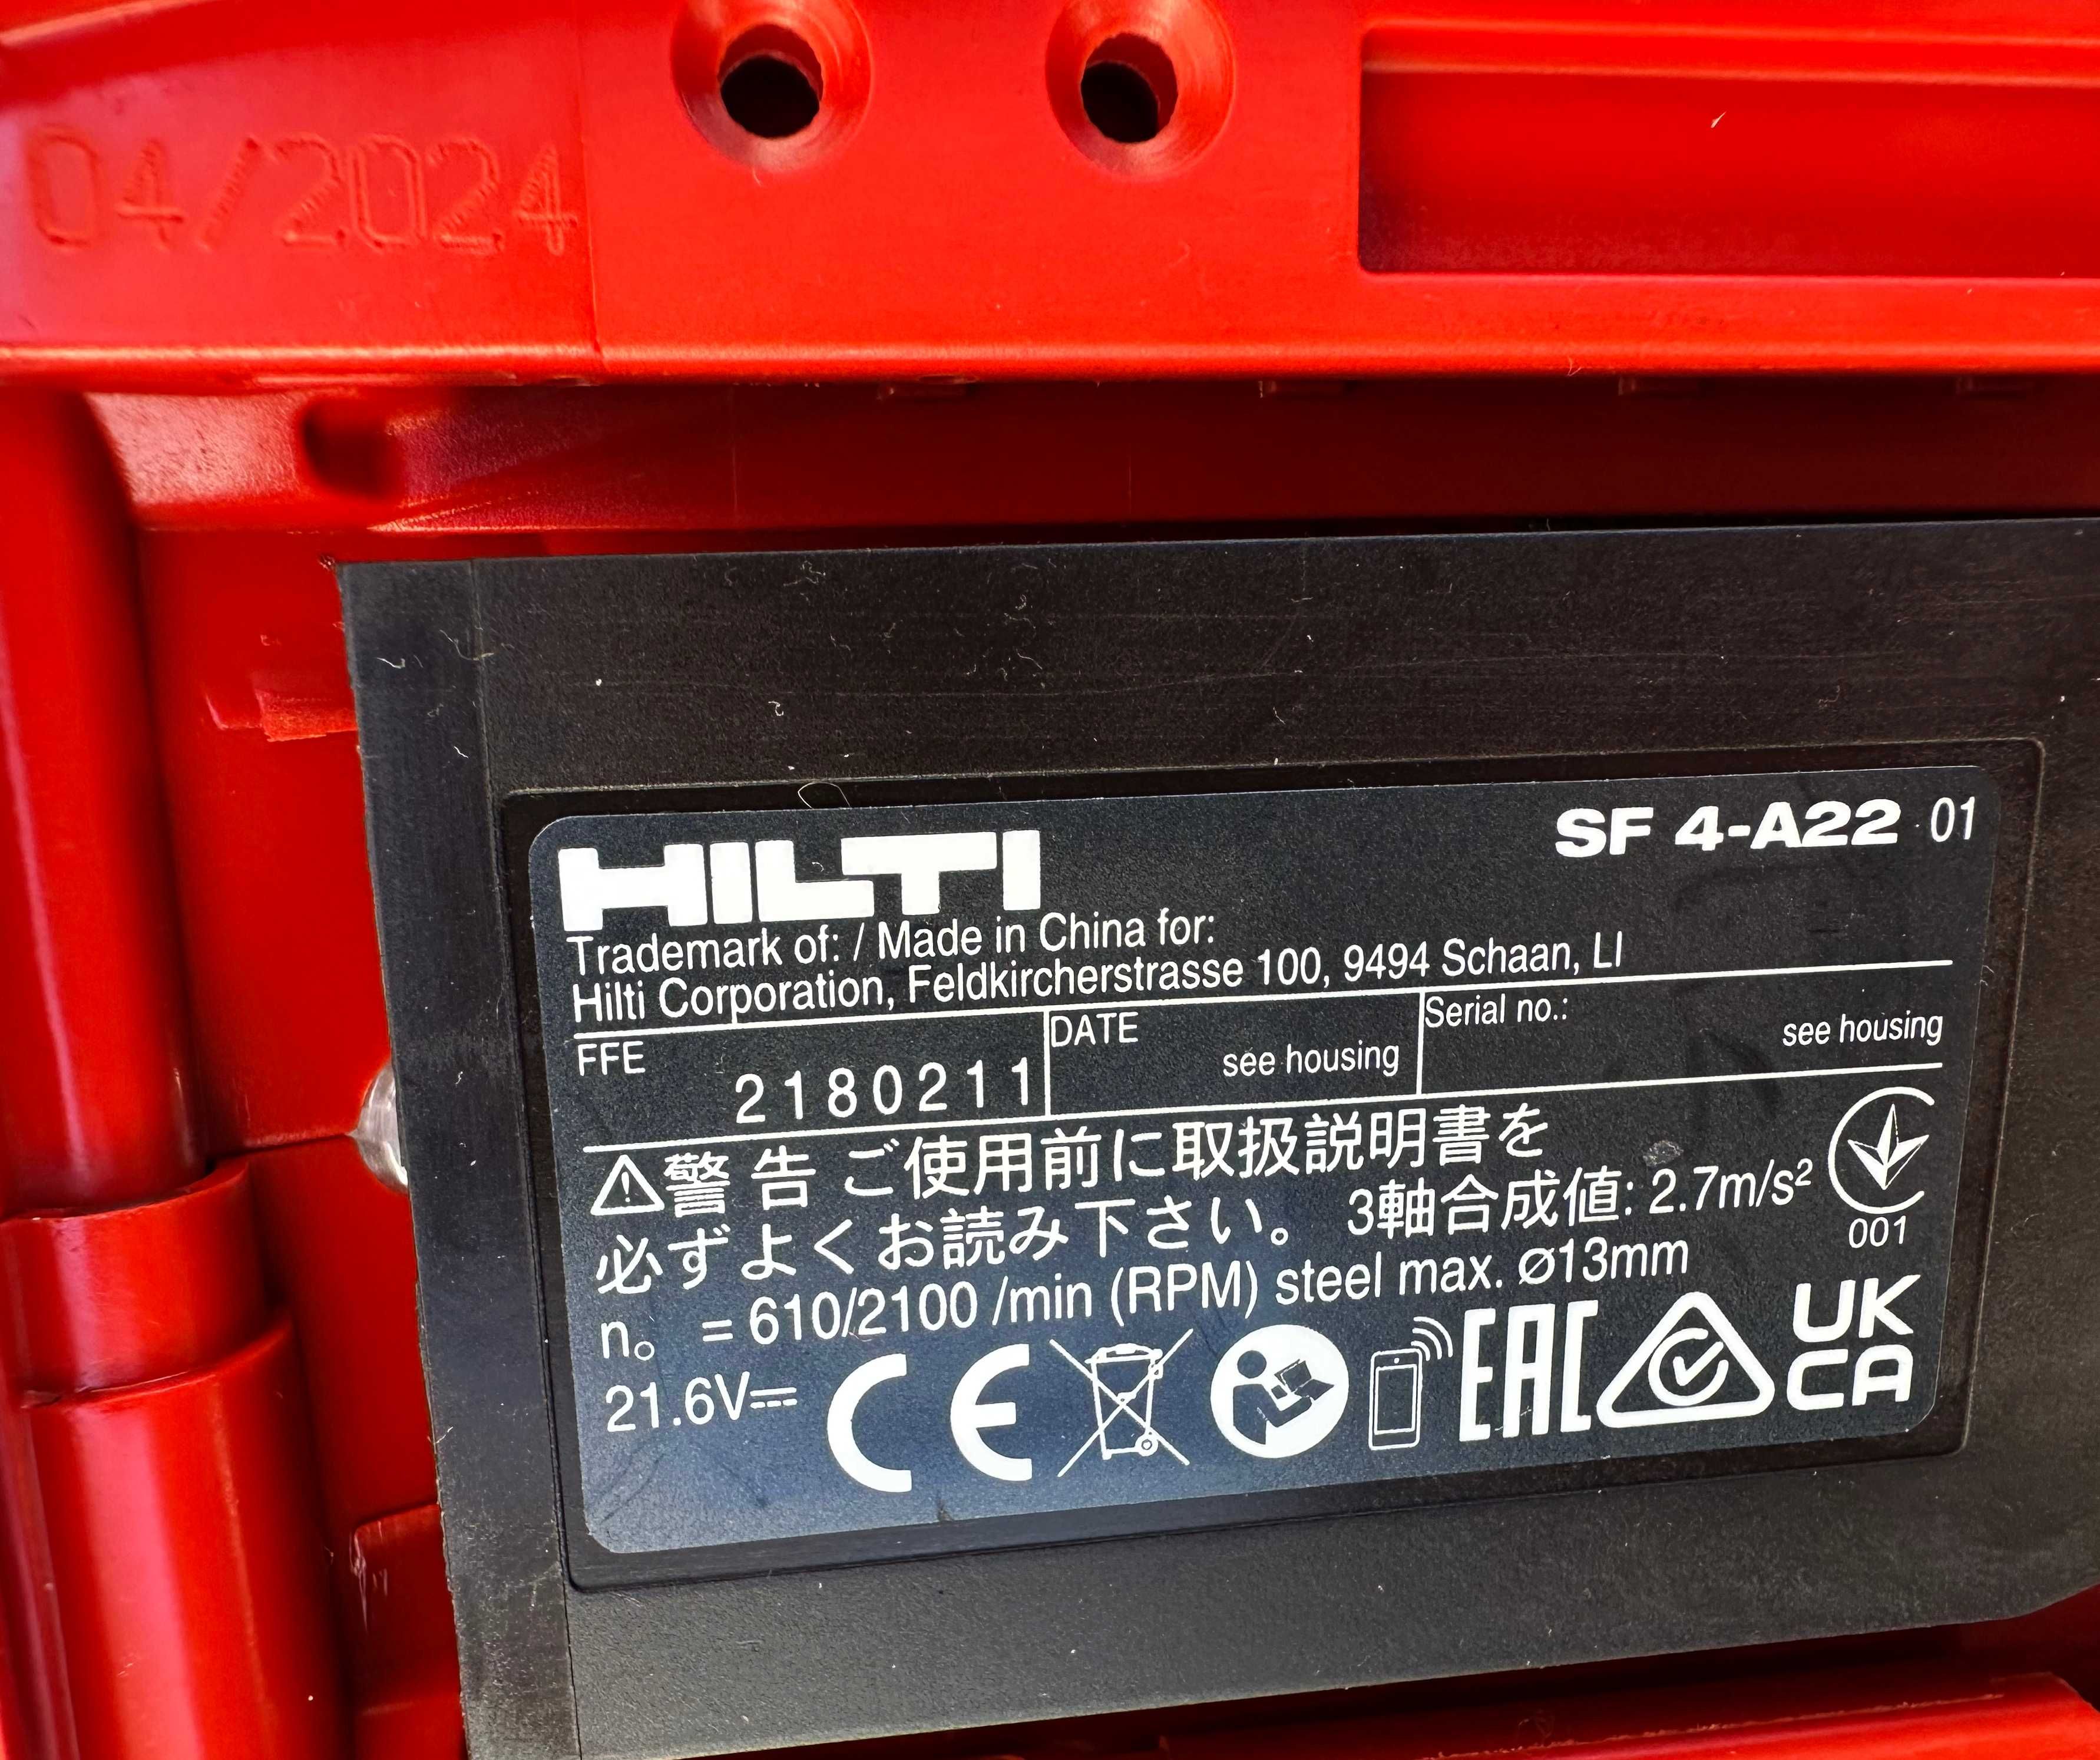 04/2024
HILTI
SF 4-A22 01
Trademark of: / Made in China for:
Hilti Corporation, Feldkircherstrasse 100, 9494 Schaan, LI
FFE 2180211
DATE see housing
Serial no.: see housing
警告 ご使用前に取扱説明書を
必ずよくお読み下さい。 3軸合成値: 2.7m/s²
001
n₀ = 610/2100 /min (RPM) steel max. ø13mm
21.6V⎓
CE
EAC
UK
CA